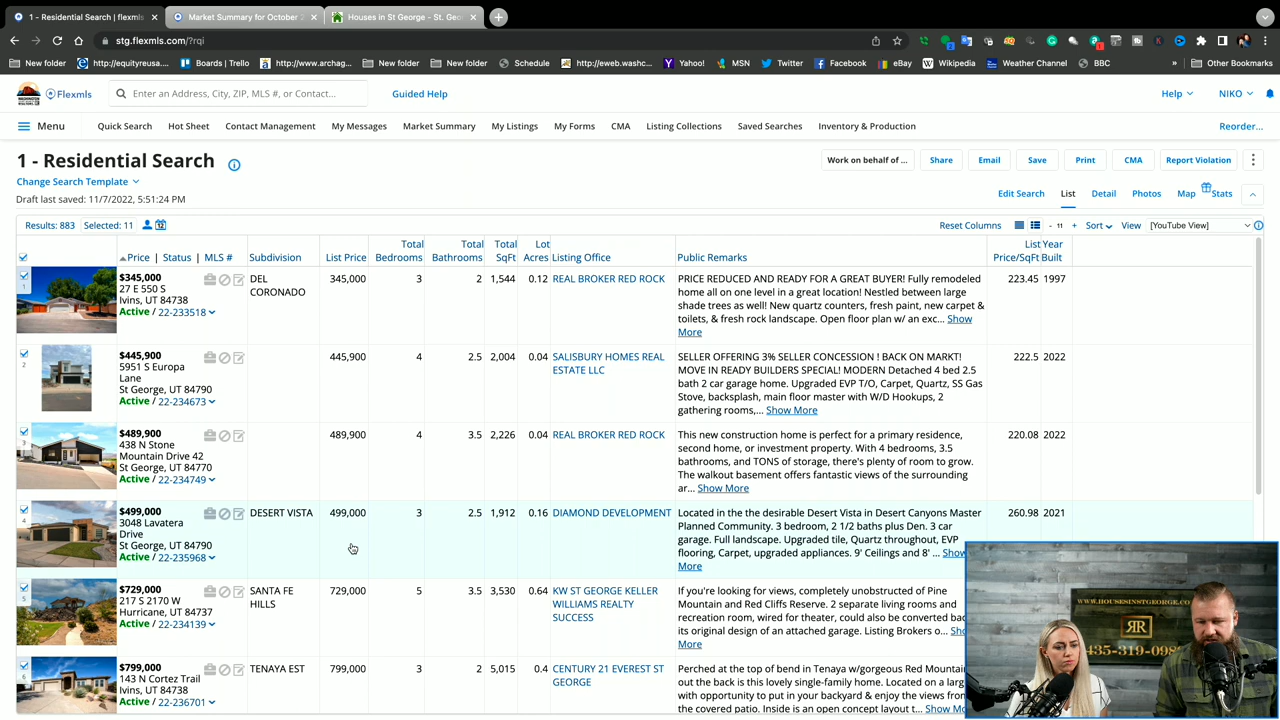 1 - Residential Search | flexmls
Market Summary for October 2
Houses in St George - St. Geor
stg.flexmls.com/?rqi
New folder
http://equityreusa....
Boards | Trello
http://www.archag...
New folder
New folder
Schedule
http://eweb.washc...
Yahoo!
MSN
Twitter
Facebook
eBay
Wikipedia
Weather Channel
BBC
»
Other Bookmarks
Flexmls
Enter an Address, City, ZIP, MLS #, or Contact...
Guided Help
Help
NIKO
Menu
Quick Search
Hot Sheet
Contact Management
My Messages
Market Summary
My Listings
My Forms
CMA
Listing Collections
Saved Searches
Inventory & Production
Reorder...
1 - Residential Search
Work on behalf of ...
Share
Email
Save
Print
CMA
Report Violation
Change Search Template
Draft last saved: 11/7/2022, 5:51:24 PM
Edit Search
List
Detail
Photos
Map
Stats
Results: 883
Selected: 11
Reset Columns
- 11 +
Sort
View
[YouTube View]
Price | Status | MLS #
Subdivision
List Price
Total Bedrooms
Total Bathrooms
Total SqFt
Lot Acres
Listing Office
Public Remarks
List Price/SqFt
Year Built
1
$345,000
27 E 550 S
Ivins, UT 84738
Active / 22-233518
DEL CORONADO
345,000
3
2
1,544
0.12
REAL BROKER RED ROCK
PRICE REDUCED AND READY FOR A GREAT BUYER! Fully remodeled
home all on one level in a great location! Nestled between large
shade trees as well! New quartz counters, fresh paint, new carpet &
toilets, & fresh rock landscape. Open floor plan w/ an exc... Show
More
223.45
1997
2
$445,900
5951 S Europa
Lane
St George, UT 84790
Active / 22-234673
445,900
4
2.5
2,004
0.04
SALISBURY HOMES REAL
ESTATE LLC
SELLER OFFERING 3% SELLER CONCESSION ! BACK ON MARKT!
MOVE IN READY BUILDERS SPECIAL! MODERN Detached 4 bed 2.5
bath 2 car garage home. Upgraded EVP T/O, Carpet, Quartz, SS Gas
Stove, backsplash, main floor master with W/D Hookups, 2
gathering rooms,... Show More
222.5
2022
3
$489,900
438 N Stone
Mountain Drive 42
St George, UT 84770
Active / 22-234749
489,900
4
3.5
2,226
0.04
REAL BROKER RED ROCK
This new construction home is perfect for a primary residence,
second home, or investment property. With 4 bedrooms, 3.5
bathrooms, and TONS of storage, there's plenty of room to grow.
The walkout basement offers fantastic views of the surrounding
ar... Show More
220.08
2022
4
$499,000
3048 Lavatera
Drive
St George, UT 84790
Active / 22-235968
DESERT VISTA
499,000
3
2.5
1,912
0.16
DIAMOND DEVELOPMENT
Located in the the desirable Desert Vista in Desert Canyons Master
Planned Community. 3 bedroom, 2 1/2 baths plus Den. 3 car
garage. Full landscape. Upgraded tile, Quartz throughout, EVP
flooring, Carpet, upgraded appliances. 9' Ceilings and 8' ... Show
More
260.98
2021
5
$729,000
217 S 2170 W
Hurricane, UT 84737
Active / 22-234139
SANTA FE
HILLS
729,000
5
3.5
3,530
0.64
KW ST GEORGE KELLER
WILLIAMS REALTY
SUCCESS
If you're looking for views, completely unobstructed of Pine
Mountain and Red Cliffs Reserve. 2 separate living rooms and
recreation room, wired for theater, could also be converted bac
its original design of an attached garage. Listing Brokers o... Sho
More
6
$799,000
143 N Cortez Trail
Ivins, UT 84738
Active / 22-236701
TENAYA EST
799,000
3
2
5,015
0.4
CENTURY 21 EVEREST ST
GEORGE
Perched at the top of bend in Tenaya w/gorgeous Red Mountain
out the back is this lovely single-family home. Located on a larg
with opportunity to put in your backyard & enjoy the views from
the covered patio. Inside is an open concept layout t... Show Mo
WWW.HOUSESINSTGEORGE.CO
RR
435-319-098